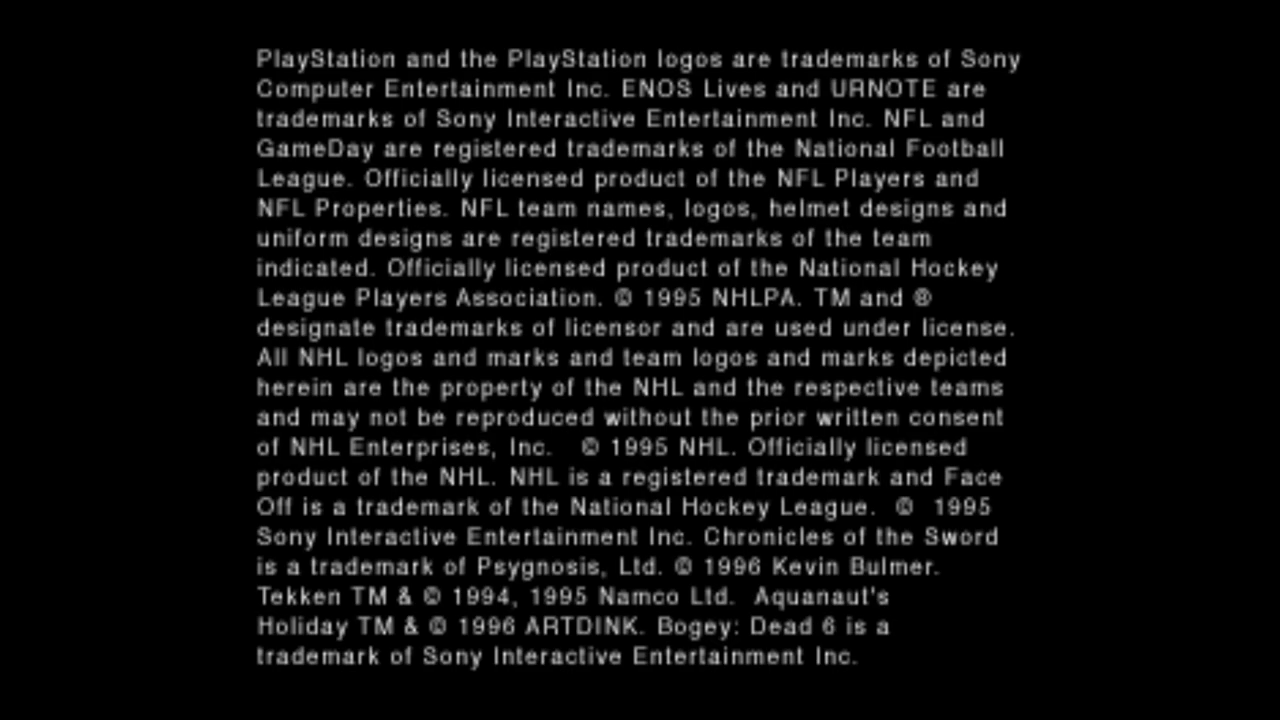 PlayStation and the PlayStation logos are trademarks of Sony
Computer Entertainment Inc. ENOS Lives and URNOTE are
trademarks of Sony Interactive Entertainment Inc. NFL and
GameDay are registered trademarks of the National Football
League. Officially licensed product of the NFL Players and
NFL Properties. NFL team names, logos, helmet designs and
uniform designs are registered trademarks of the team
indicated. Officially licensed product of the National Hockey
League Players Association. © 1995 NHLPA. TM and ®
designate trademarks of licensor and are used under license.
All NHL logos and marks and team logos and marks depicted
herein are the property of the NHL and the respective teams
and may not be reproduced without the prior written consent
of NHL Enterprises, Inc.   © 1995 NHL. Officially licensed
product of the NHL. NHL is a registered trademark and Face
Off is a trademark of the National Hockey League.  ©  1995
Sony Interactive Entertainment Inc. Chronicles of the Sword
is a trademark of Psygnosis, Ltd. © 1996 Kevin Bulmer.
Tekken TM & © 1994, 1995 Namco Ltd.  Aquanaut's
Holiday TM & © 1996 ARTDINK. Bogey: Dead 6 is a
trademark of Sony Interactive Entertainment Inc.